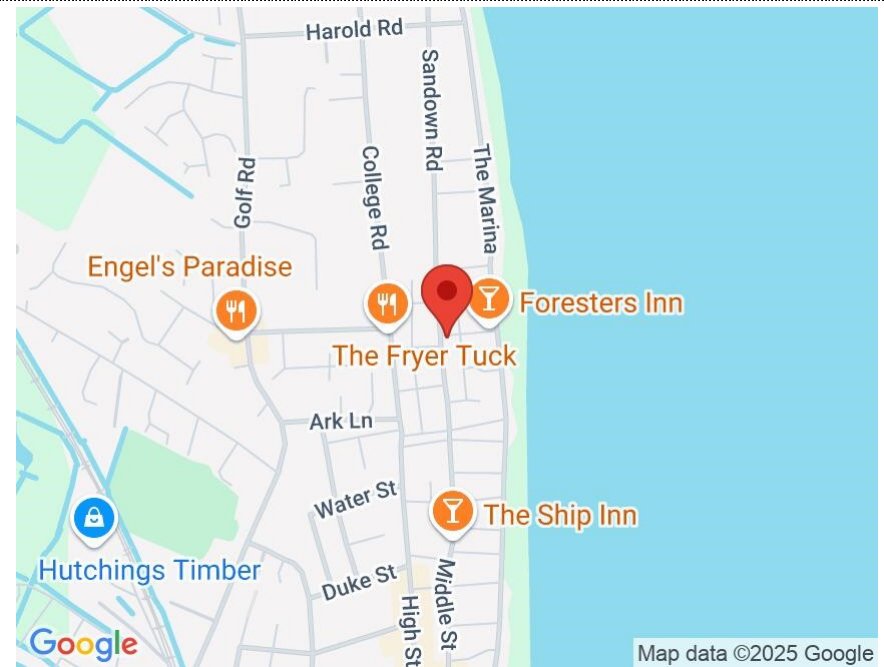 Harold Rd
Sandown Rd
The Marina
College Rd
Golf Rd
Engel's Paradise
Foresters Inn
The Fryer Tuck
Ark Ln
Water St
The Ship Inn
Hutchings Timber
Duke St
Middle St
High St
Google
Map data ©2025 Google